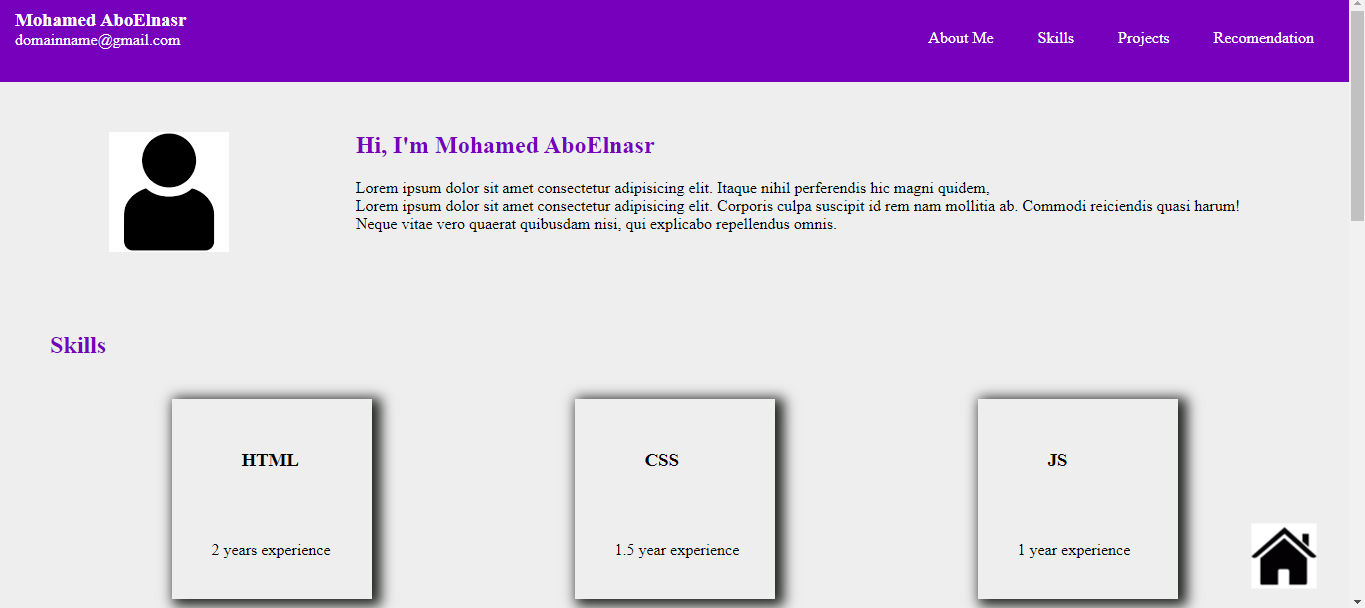 Mohamed AboElnasr
domainname@gmail.com
About Me Skills Projects Recomendation
Hi, I'm Mohamed AboElnasr
Lorem ipsum dolor sit amet consectetur adipisicing elit. Itaque nihil perferendis hic magni quidem,
Lorem ipsum dolor sit amet consectetur adipisicing elit. Corporis culpa suscipit id rem nam mollitia ab. Commodi reiciendis quasi harum!
Neque vitae vero quaerat quibusdam nisi, qui explicabo repellendus omnis.
Skills
HTML
2 years experience
CSS
1.5 year experience
JS
1 year experience